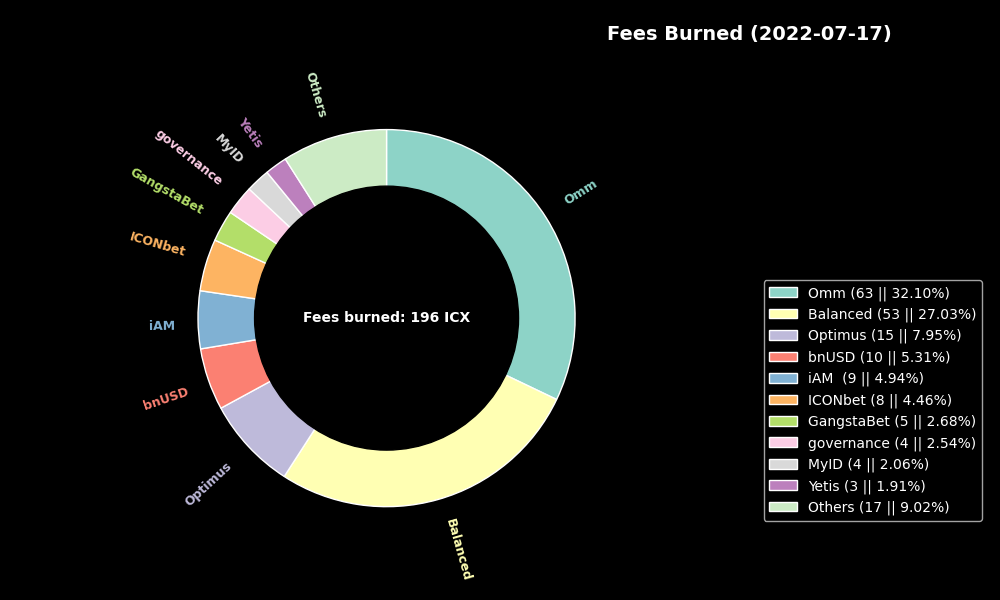 Fees Burned (2022-07-17)
Others
Yetis
MyID
governance
GangstaBet
ICONbet
iAM
bnUSD
Optimus
Balanced
Omm
Fees burned: 196 ICX
Omm (63 || 32.10%)
Balanced (53 || 27.03%)
Optimus (15 || 7.95%)
bnUSD (10 || 5.31%)
iAM  (9 || 4.94%)
ICONbet (8 || 4.46%)
GangstaBet (5 || 2.68%)
governance (4 || 2.54%)
MyID (4 || 2.06%)
Yetis (3 || 1.91%)
Others (17 || 9.02%)